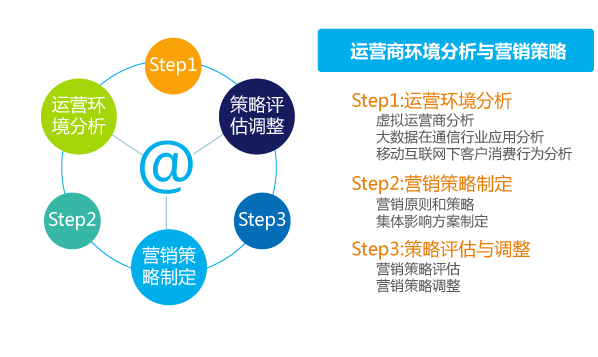 Step1
运营环
境分析
策略评
估调整
@
Step2
Step3
营销策
略制定
运营商环境分析与营销策略
Step1:运营环境分析
虚拟运营商分析
大数据在通信行业应用分析
移动互联网下客户消费行为分析
Step2:营销策略制定
营销原则和策略
集体影响方案制定
Step3:策略评估与调整
营销策略评估
营销策略调整